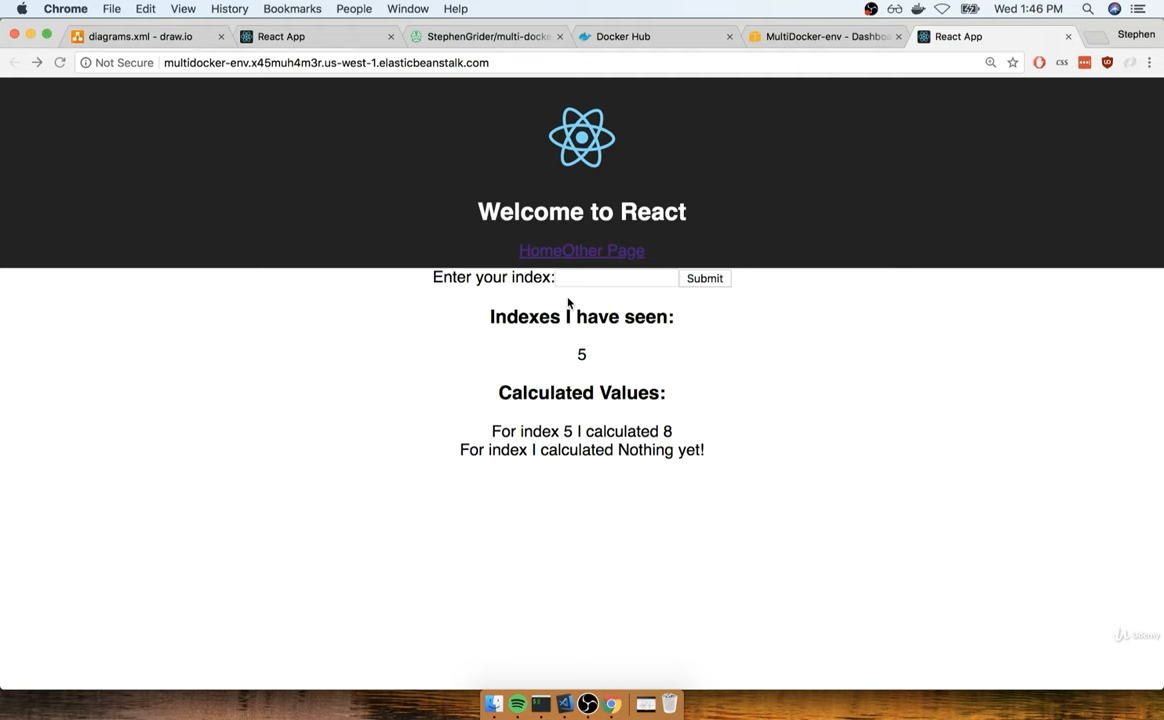 Chrome File Edit View History Bookmarks People Window Help Wed 1:46 PM
diagrams.xml - draw.io React App StephenGrider/multi-docke Docker Hub MultiDocker-env - Dashboa React App Stephen
Not Secure multidocker-env.x45muh4m3r.us-west-1.elasticbeanstalk.com CSS
Welcome to React
HomeOther Page
Enter your index: Submit
Indexes I have seen:
5
Calculated Values:
For index 5 I calculated 8
For index I calculated Nothing yet!
Udemy